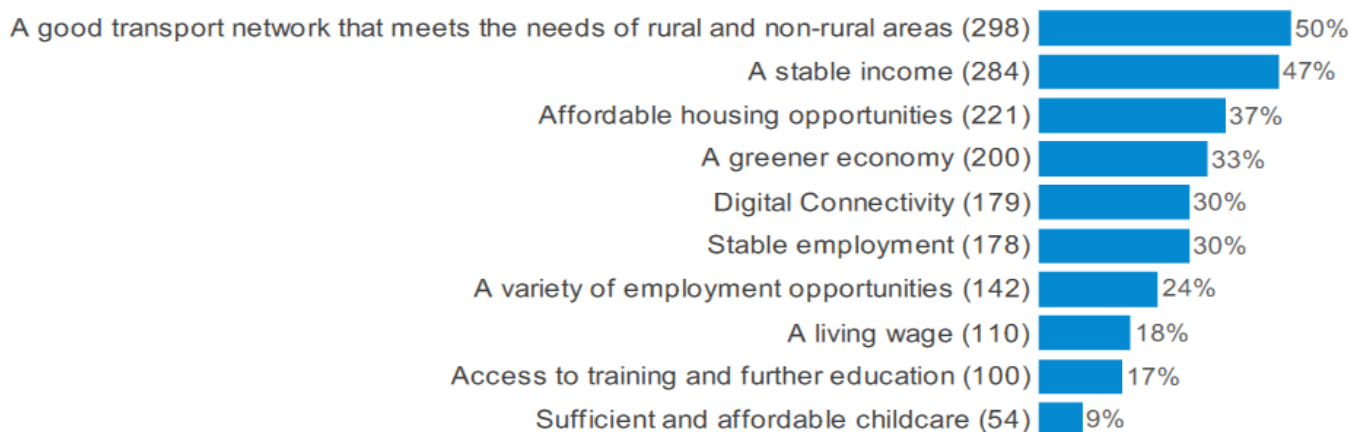 A good transport network that meets the needs of rural and non-rural areas (298) 50%
A stable income (284) 47%
Affordable housing opportunities (221) 37%
A greener economy (200) 33%
Digital Connectivity (179) 30%
Stable employment (178) 30%
A variety of employment opportunities (142) 24%
A living wage (110) 18%
Access to training and further education (100) 17%
Sufficient and affordable childcare (54) 9%